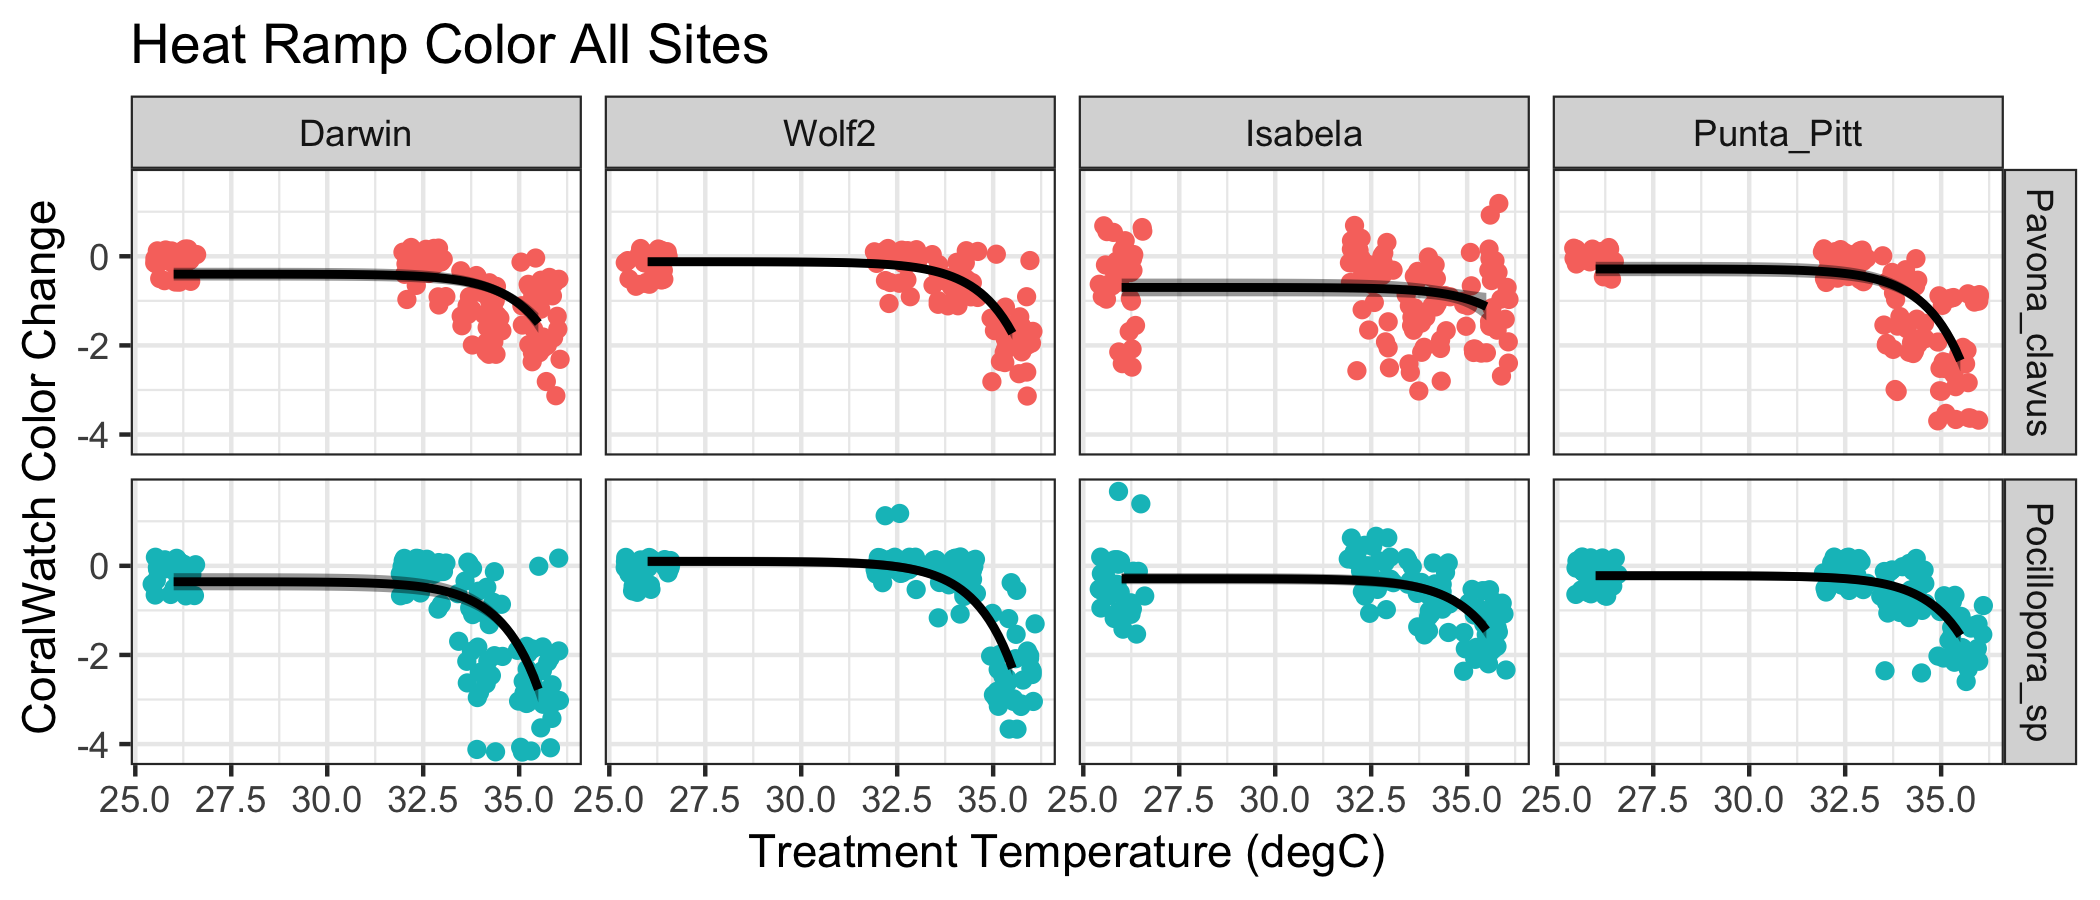 Heat Ramp Color All Sites
Darwin
Wolf2
Isabela
Punta_Pitt
CoralWatch Color Change
0
-2
-4
Pavona_clavus
0
-2
-4
Pocillopora_sp
25.0 27.5 30.0 32.5 35.0 25.0 27.5 30.0 32.5 35.0 25.0 27.5 30.0 32.5 35.0 25.0 27.5 30.0 32.5 35.0
Treatment Temperature (degC)